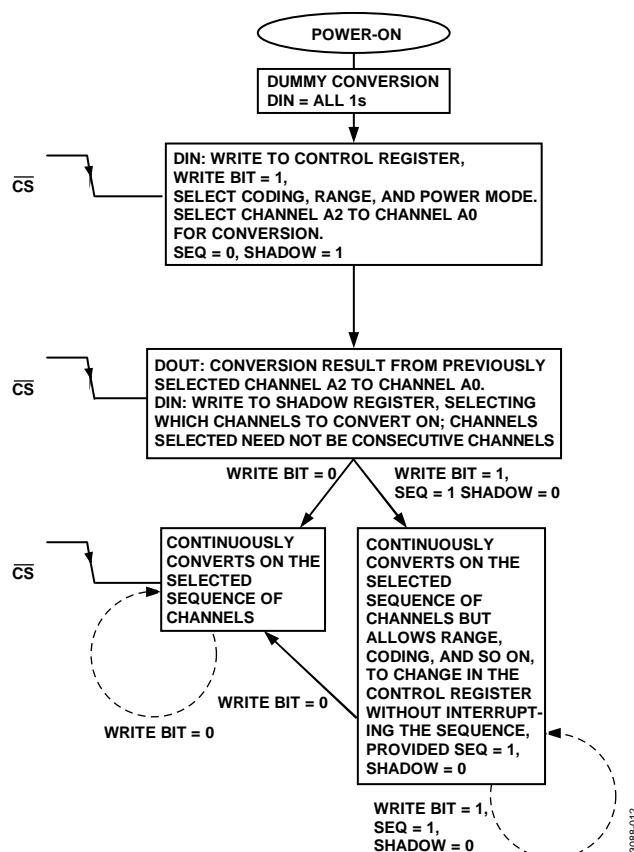 POWER-ON
DUMMY CONVERSION
DIN = ALL 1s
CS
DIN: WRITE TO CONTROL REGISTER,
WRITE BIT = 1,
SELECT CODING, RANGE, AND POWER MODE.
SELECT CHANNEL A2 TO CHANNEL A0
FOR CONVERSION.
SEQ = 0, SHADOW = 1
CS
DOUT: CONVERSION RESULT FROM PREVIOUSLY
SELECTED CHANNEL A2 TO CHANNEL A0.
DIN: WRITE TO SHADOW REGISTER, SELECTING
WHICH CHANNELS TO CONVERT ON; CHANNELS
SELECTED NEED NOT BE CONSECUTIVE CHANNELS
WRITE BIT = 0
WRITE BIT = 1,
SEQ = 1 SHADOW = 0
CS
CONTINUOUSLY
CONVERTS ON THE
SELECTED
SEQUENCE OF
CHANNELS
CONTINUOUSLY
CONVERTS ON THE
SELECTED
SEQUENCE OF
CHANNELS BUT
ALLOWS RANGE,
CODING, AND SO ON,
TO CHANGE IN THE
CONTROL REGISTER
WITHOUT INTERRUPT-
ING THE SEQUENCE,
PROVIDED SEQ = 1,
SHADOW = 0
WRITE BIT = 0
WRITE BIT = 0
WRITE BIT = 1,
SEQ = 1,
SHADOW = 0